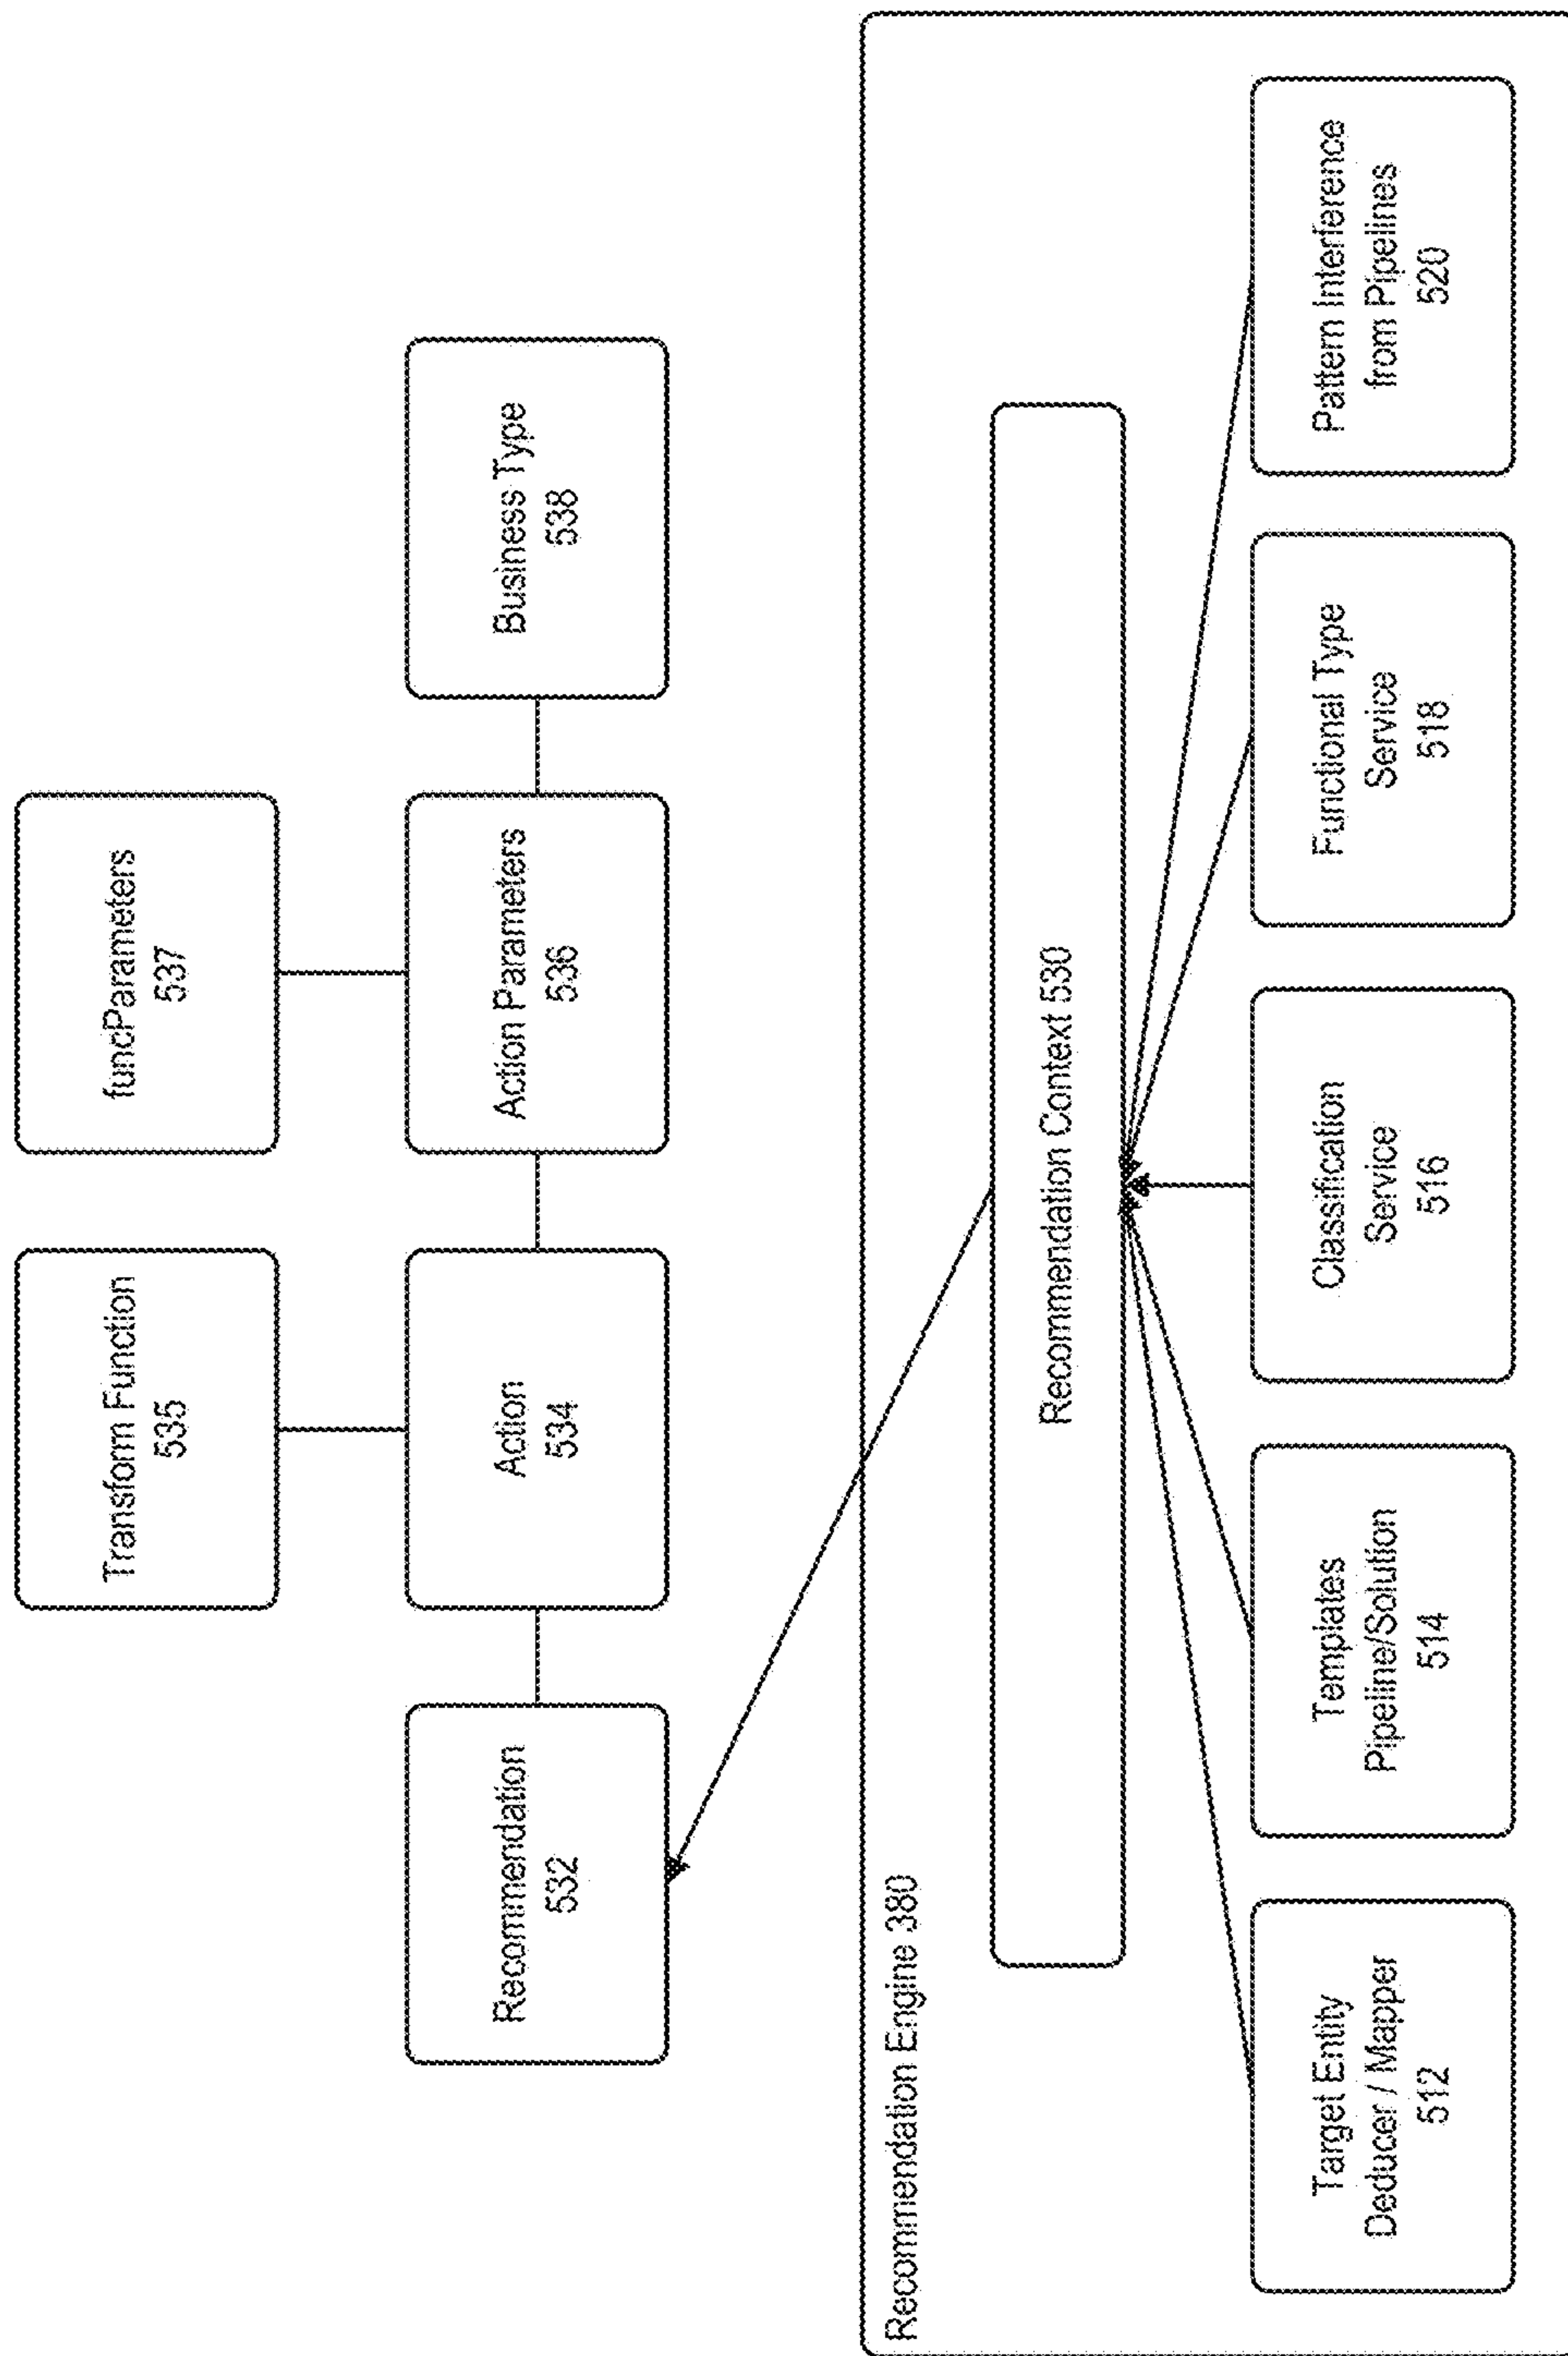 Transform Function
535
funcParameters
537
Recommendation
532
Action
534
Action Parameters
536
Business Type
538
Recommendation Engine 380
Recommendation Context 530
Target Entity
Deducer / Mapper
512
Templates
Pipeline/Solution
514
Classification
Service
516
Functional Type
Service
518
Pattern Interference
from Pipelines
520